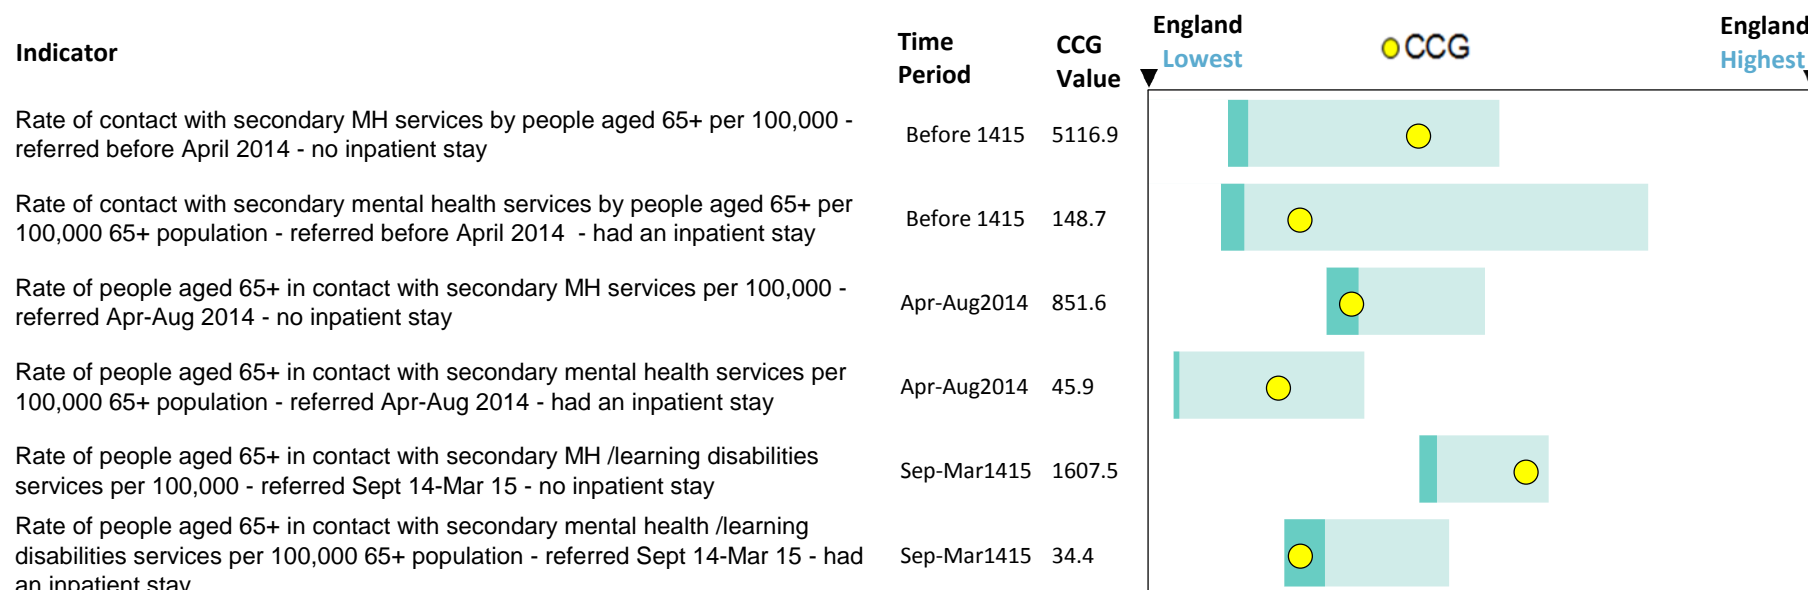 Indicator
Time Period
CCG Value
England Lowest
CCG
England Highest
Rate of contact with secondary MH services by people aged 65+ per 100,000 -
referred before April 2014 - no inpatient stay
Before 1415 5116.9
Rate of contact with secondary mental health services by people aged 65+ per
100,000 65+ population - referred before April 2014  - had an inpatient stay
Before 1415 148.7
Rate of people aged 65+ in contact with secondary MH services per 100,000 -
referred Apr-Aug 2014 - no inpatient stay
Apr-Aug2014 851.6
Rate of people aged 65+ in contact with secondary mental health services per
100,000 65+ population - referred Apr-Aug 2014 - had an inpatient stay
Apr-Aug2014 45.9
Rate of people aged 65+ in contact with secondary MH /learning disabilities
services per 100,000 - referred Sept 14-Mar 15 - no inpatient stay
Sep-Mar1415 1607.5
Rate of people aged 65+ in contact with secondary mental health /learning
disabilities services per 100,000 65+ population - referred Sept 14-Mar 15 - had
an inpatient stay
Sep-Mar1415 34.4